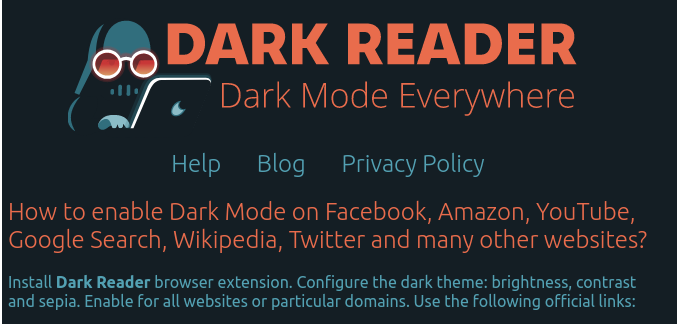 DARK READER
Dark Mode Everywhere
Help Blog Privacy Policy
How to enable Dark Mode on Facebook, Amazon, YouTube,
Google Search, Wikipedia, Twitter and many other websites?
Install Dark Reader browser extension. Configure the dark theme: brightness, contrast
and sepia. Enable for all websites or particular domains. Use the following official links: